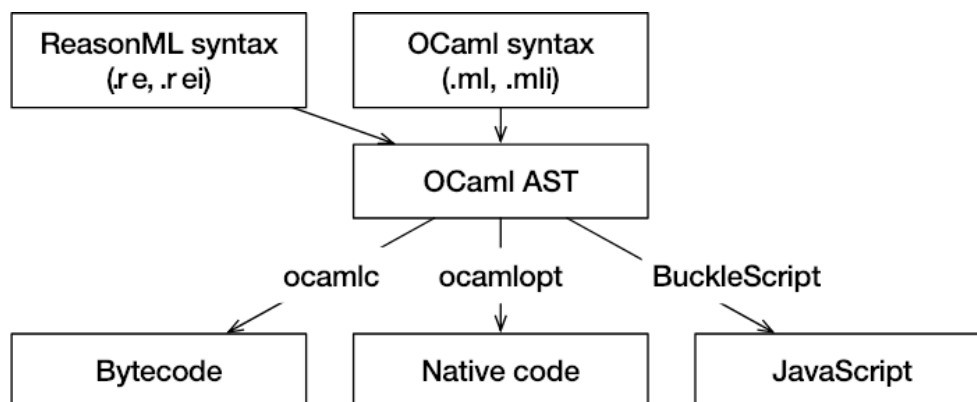 ReasonML syntax
(.re, .rei)
OCaml syntax
(.ml, .mli)
OCaml AST
ocamlc
ocamlopt
BuckleScript
Bytecode
Native code
JavaScript